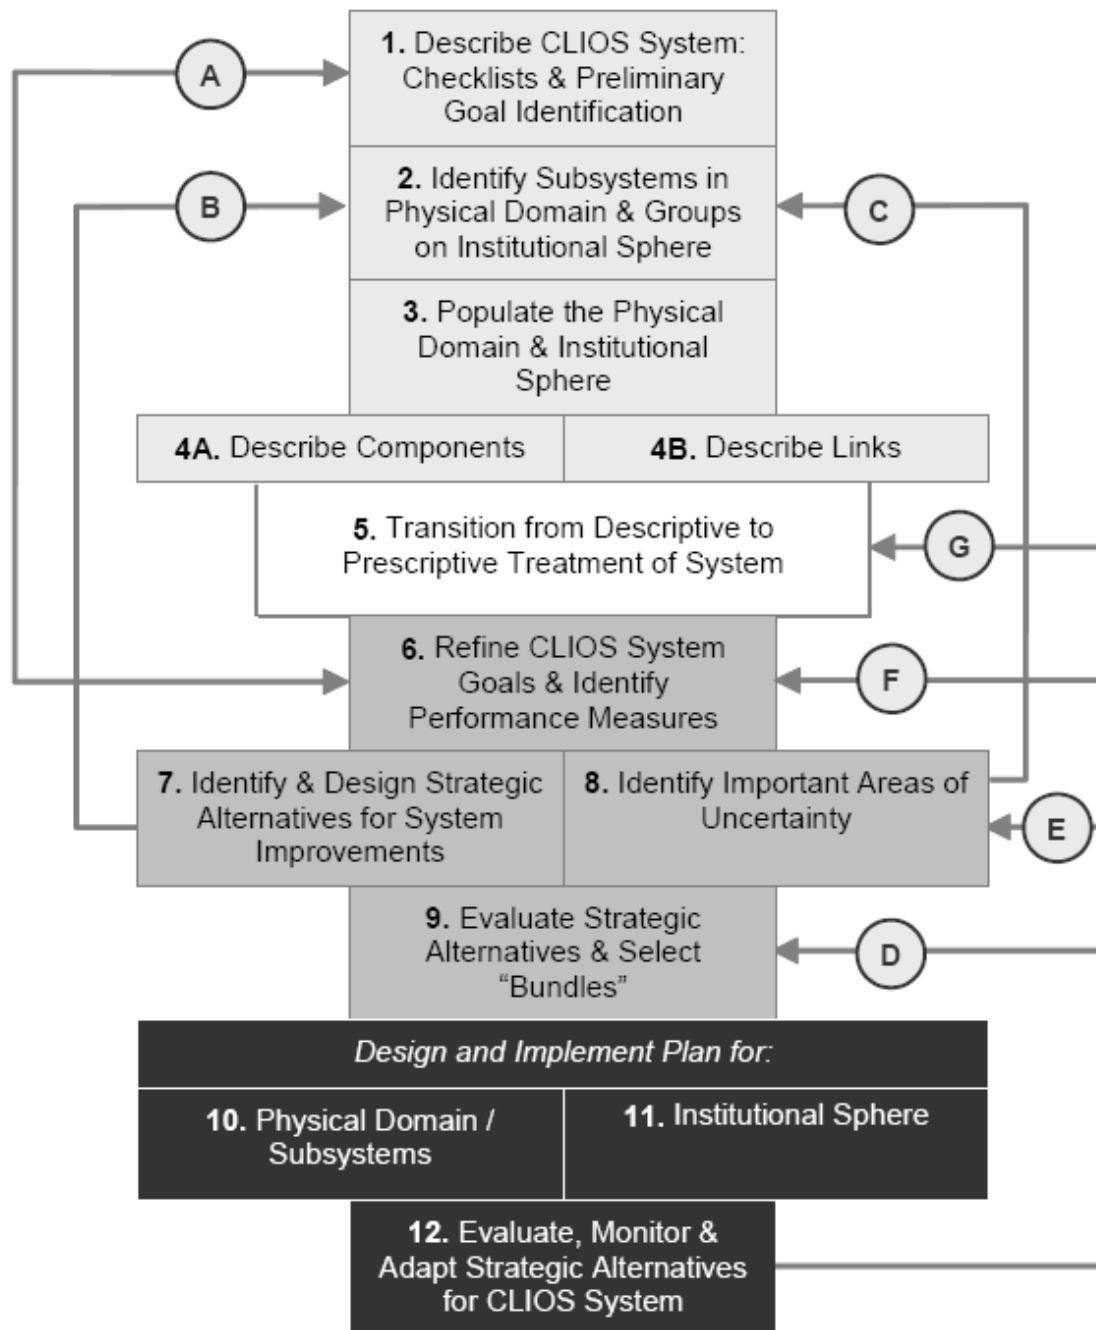 A
1. Describe CLIOS System:
Checklists & Preliminary
Goal Identification
B
2. Identify Subsystems in
Physical Domain & Groups
on Institutional Sphere
C
3. Populate the Physical
Domain & Institutional
Sphere
4A. Describe Components
4B. Describe Links
5. Transition from Descriptive to
Prescriptive Treatment of System
G
6. Refine CLIOS System
Goals & Identify
Performance Measures
F
7. Identify & Design Strategic
Alternatives for System
Improvements
8. Identify Important Areas of
Uncertainty
E
9. Evaluate Strategic
Alternatives & Select
“Bundles”
D
Design and Implement Plan for:
10. Physical Domain /
Subsystems
11. Institutional Sphere
12. Evaluate, Monitor &
Adapt Strategic Alternatives
for CLIOS System